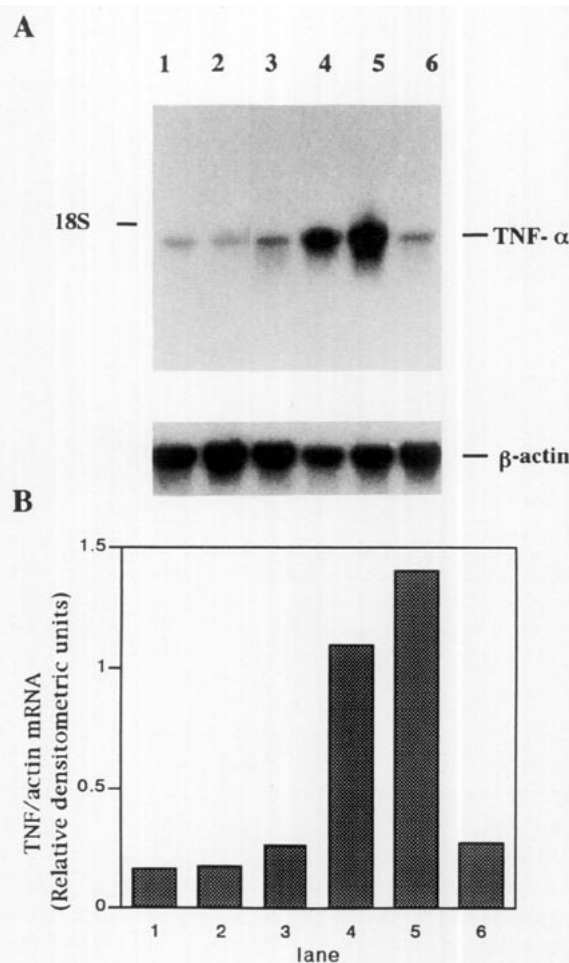 A
1 2 3 4 5 6
18S
TNF- α
β-actin
B
TNF/actin mRNA
(Relative densitometric units)
1.5
1
0.5
0
1 2 3 4 5 6
lane